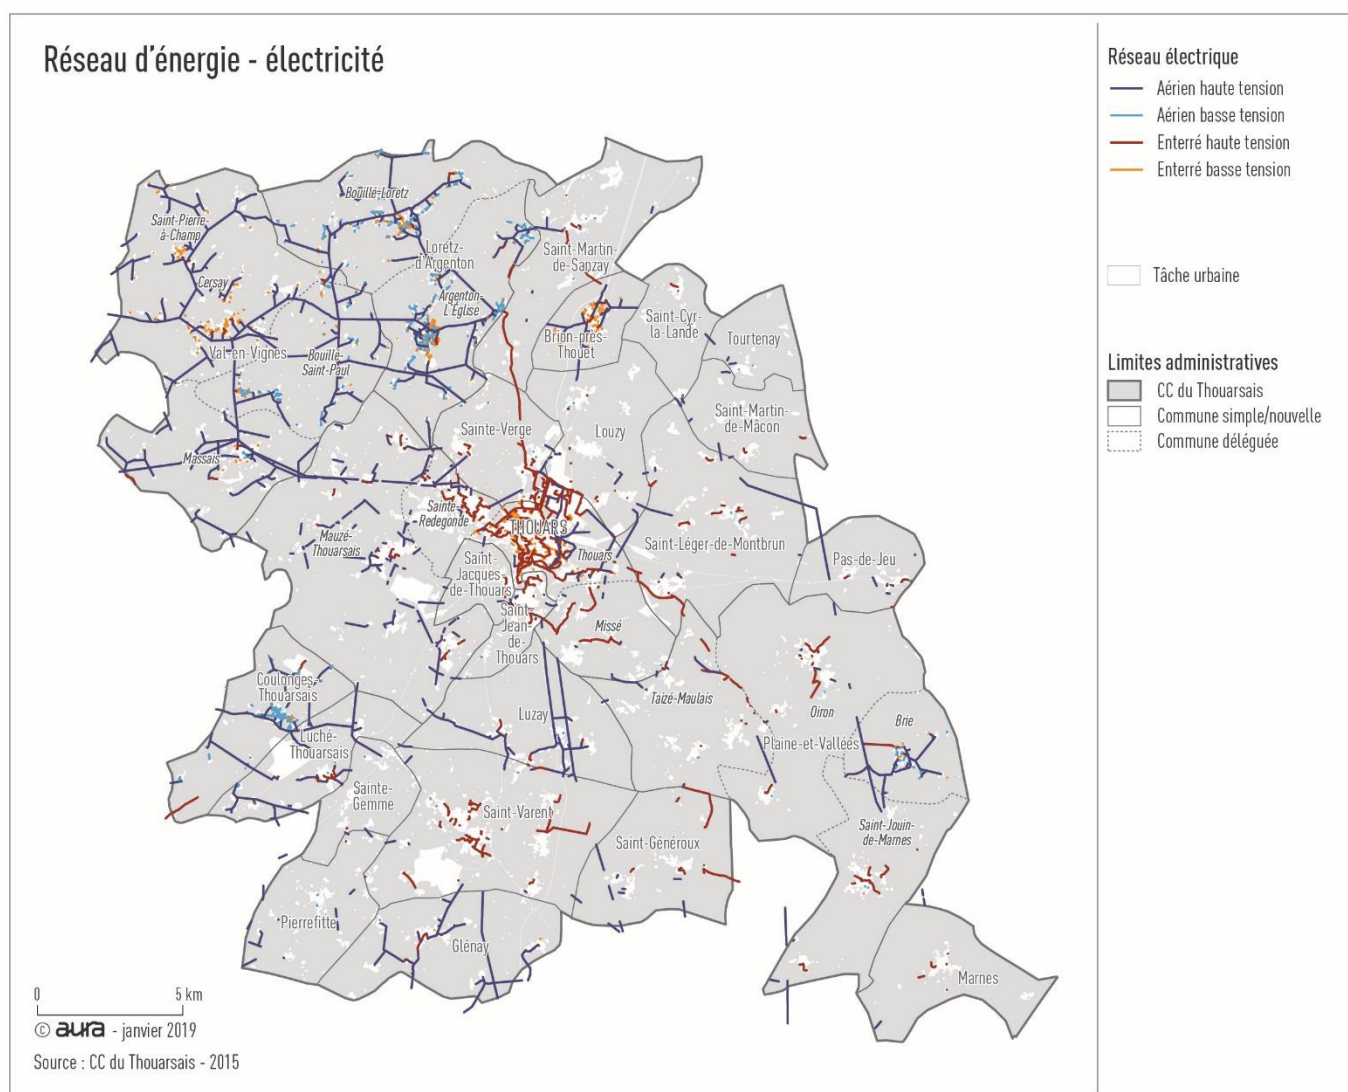 Réseau d'énergie - électricité
Réseau électrique
Aérien haute tension
Aérien basse tension
Enterré haute tension
Enterré basse tension
Tâche urbaine
Limites administratives
CC du Thouarsais
Commune simple/nouvelle
Commune déléguée
Bouillé-Loretz
Saint-Pierre-
à-Champ
Loretz-
d'Argenton
Saint-Martin-
de-Sanzay
Cersay
Argenton-
L'Église
Saint-Cyr-
la-Lande
Brion-près-
Thouet
Tourtenay
Val-en-Vignes
Bouillé-
Saint-Paul
Saint-Martin-
de-Mâcon
Sainte-Verge
Louzy
Massais
Sainte-
Redegonde
THOUARS
Mauzé-
Thouarsais
Thouars
Saint-Léger-de-Montbrun
Pas-de-Jeu
Saint-
Jacques-
de-Thouars
Saint-
Jean-
de-
Thouars
Missé
Coulonges-
Thouarsais
Taizé-Maulais
Oiron
Luzay
Brie
Luché-
Thouarsais
Plaine-et-Vallées
Sainte-
Gemme
Saint-Varent
Saint-Jouin-
de-Marnes
Saint-Généroux
Pierrefitte
Glénay
Marnes
0 5 km
© aura - janvier 2019
Source : CC du Thouarsais - 2015